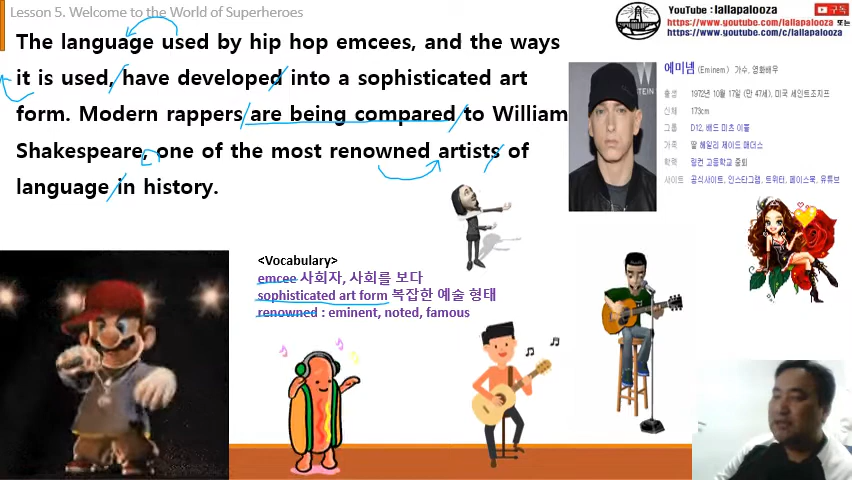 Lesson 5. Welcome to the World of Superheroes
YouTube : lallapalooza 구독
https://www.youtube.com/lallapalooza 또는
https://www.youtube.com/c/lallapalooza
The language used by hip hop emcees, and the ways
it is used, have developed into a sophisticated art
form. Modern rappers are being compared to William
Shakespeare, one of the most renowned artists of
language in history.
에미넴 (Eminem) 가수, 영화배우
출생 1972년 10월 17일 (만 47세), 미국 세인트조지프
신체 173cm
그룹 D12, 배드 미츠 이블
가족 딸 헤일리 제이드 매더스
학력 링컨 고등학교 중퇴
사이트 공식사이트, 인스타그램, 트위터, 페이스북, 유튜브
<Vocabulary>
emcee 사회자, 사회를 보다
sophisticated art form 복잡한 예술 형태
renowned : eminent, noted, famous